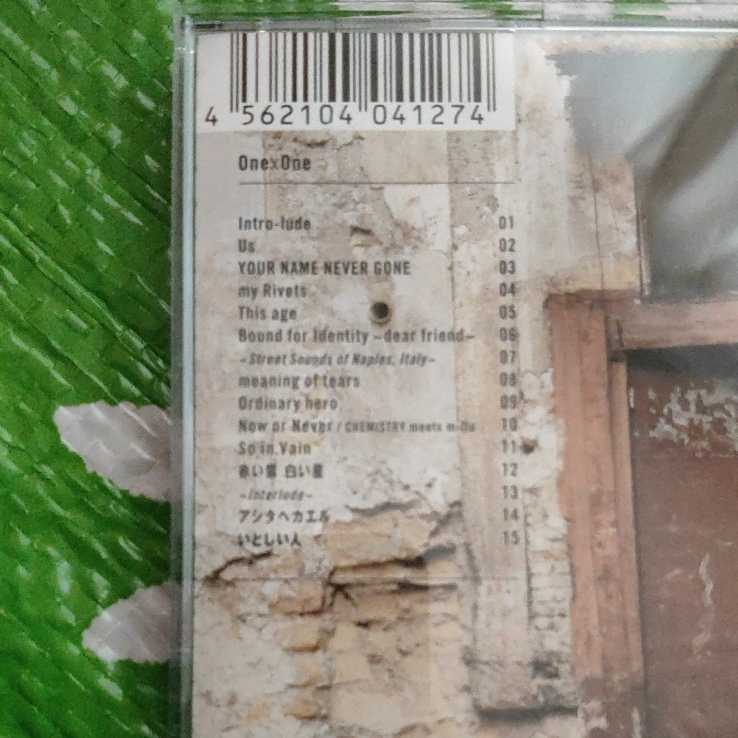 4 562104 041274
One×One
Intro-lude 01
Us 02
YOUR NAME NEVER GONE 03
my Rivets 04
This age 05
Bound for Identity ~dear friend~ 06
~Street Sounds of Naples, Italy~ 07
meaning of tears 08
Ordinary hero 09
Now or Never / CHEMISTRY meets m-flo 10
So in Vain 11
赤い雲 白い星 12
~Interlude~ 13
アシタヘカエル 14
いとしい人 15